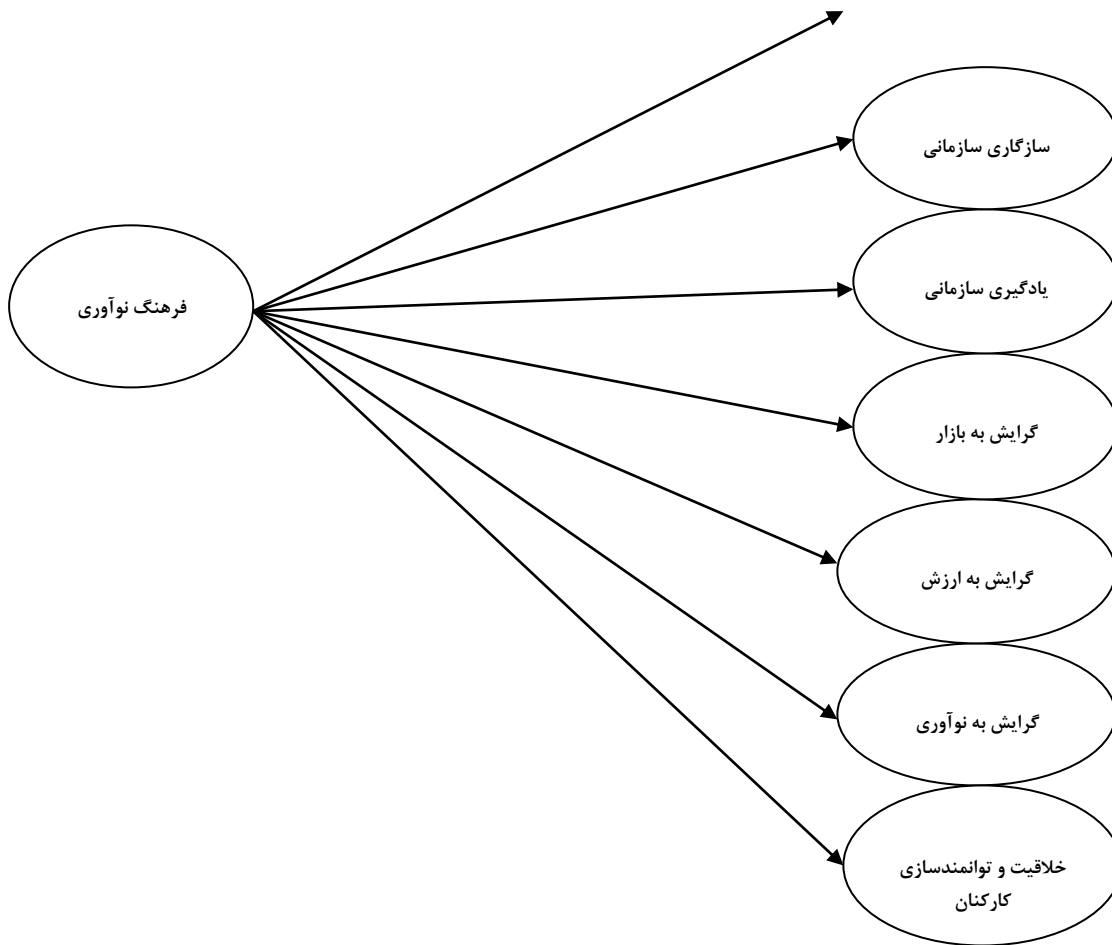 سازگاری سازمانی
یادگیری سازمانی
فرهنگ نوآوری
گرایش به بازار
گرایش به ارزش
گرایش به نوآوری
خلاقیت و توانمندسازی
کارکنان